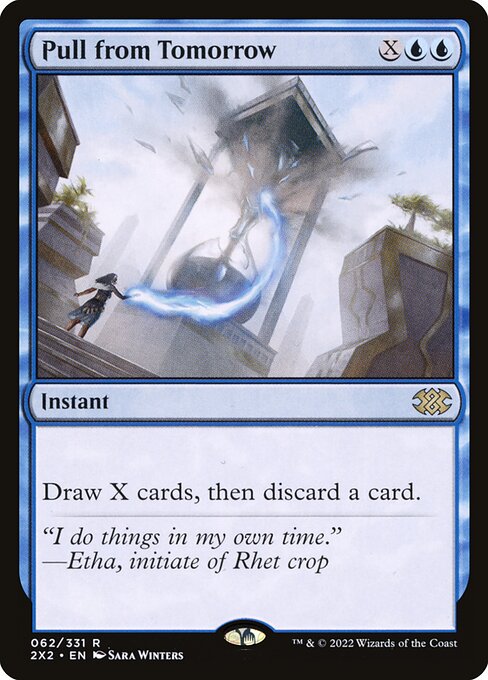 Pull from Tomorrow X
Instant
Draw X cards, then discard a card.
“I do things in my own time.”
—Etha, initiate of Rhet crop
062/331 R
2X2 • EN Sara Winters
™ & © 2022 Wizards of the Coast